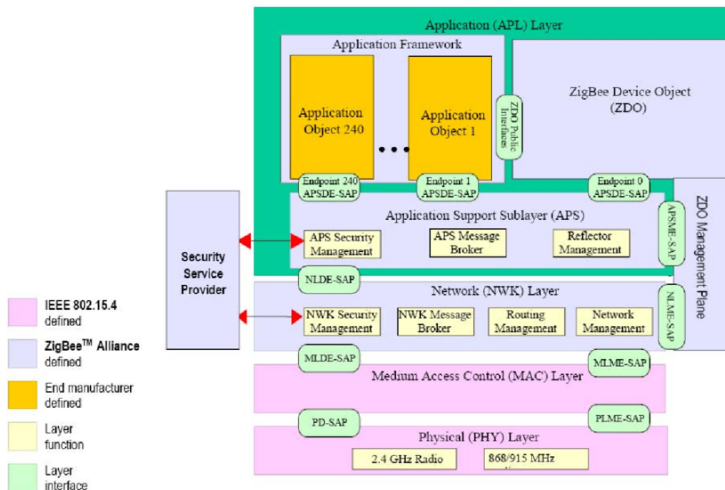 Application (APL) Layer
Application Framework
Application
Object 240
Application
Object 1
ZDO Public
Interfaces
ZigBee Device Object
(ZDO)
Endpoint 240
APSDE-SAP
Endpoint 1
APSDE-SAP
Endpoint 0
APSDE-SAP
Application Support Sublayer (APS)
APS Security
Management
APS Message
Broker
Reflector
Management
APSME-SAP
ZDO Management Plane
Security
Service
Provider
NLDE-SAP
Network (NWK) Layer
NWK Security
Management
NWK Message
Broker
Routing
Management
Network
Management
NLME-SAP
MLDE-SAP
MLME-SAP
Medium Access Control (MAC) Layer
PD-SAP
PLME-SAP
Physical (PHY) Layer
2.4 GHz Radio
868/915 MHz
IEEE 802.15.4
defined
ZigBee™ Alliance
defined
End manufacturer
defined
Layer
function
Layer
interface